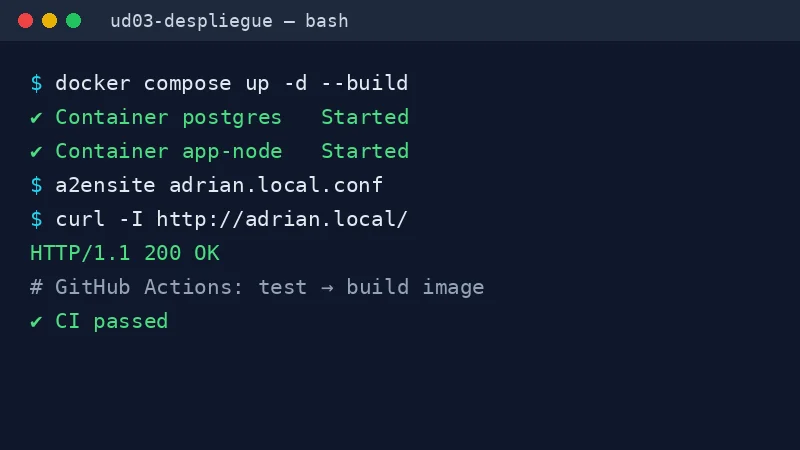 ud03-despliegue — bash
$ docker compose up -d --build
✔ Container postgres   Started
✔ Container app-node   Started
$ a2ensite adrian.local.conf
$ curl -I http://adrian.local/
HTTP/1.1 200 OK
# GitHub Actions: test → build image
✔ CI passed